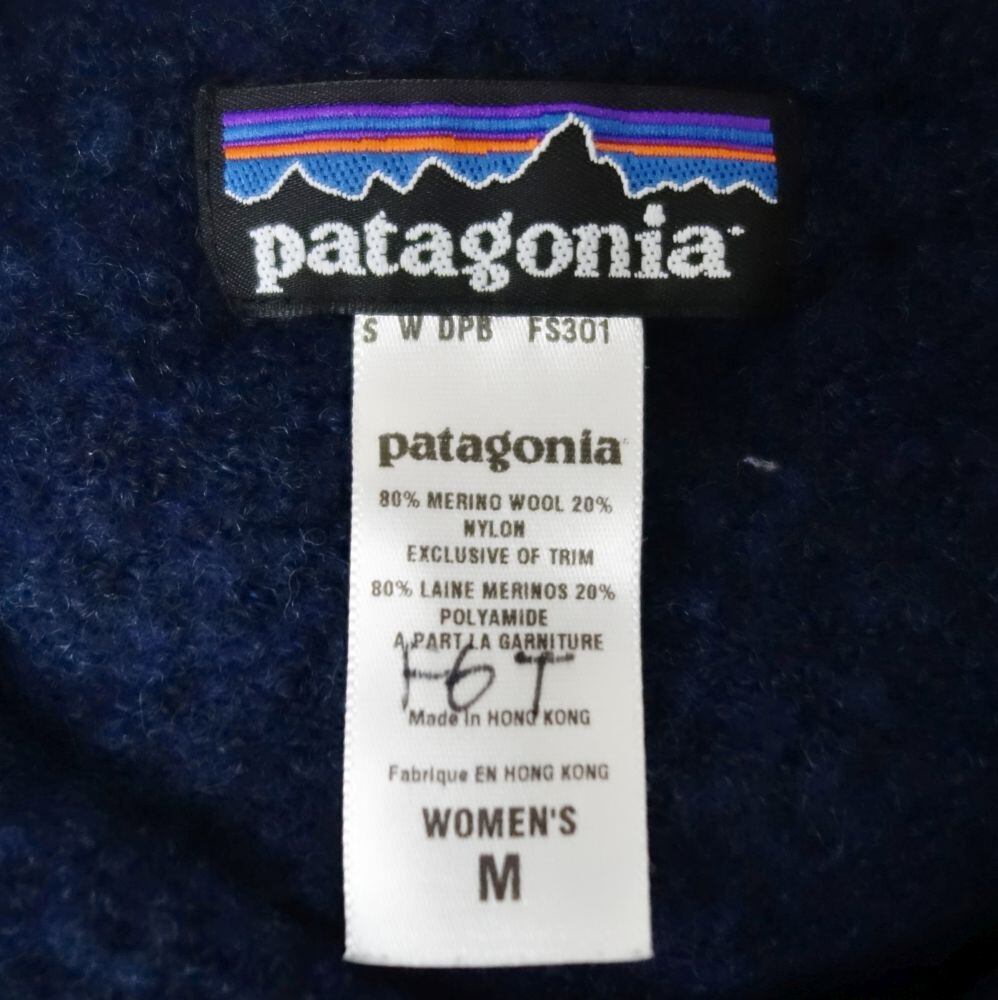 patagonia
S W DPB FS301
patagonia
80% MERINO WOOL 20%
NYLON
EXCLUSIVE OF TRIM
80% LAINE MERINOS 20%
POLYAMIDE
A PART LA GARNITURE
Made in HONG KONG
Fabrique EN HONG KONG
WOMEN'S
M